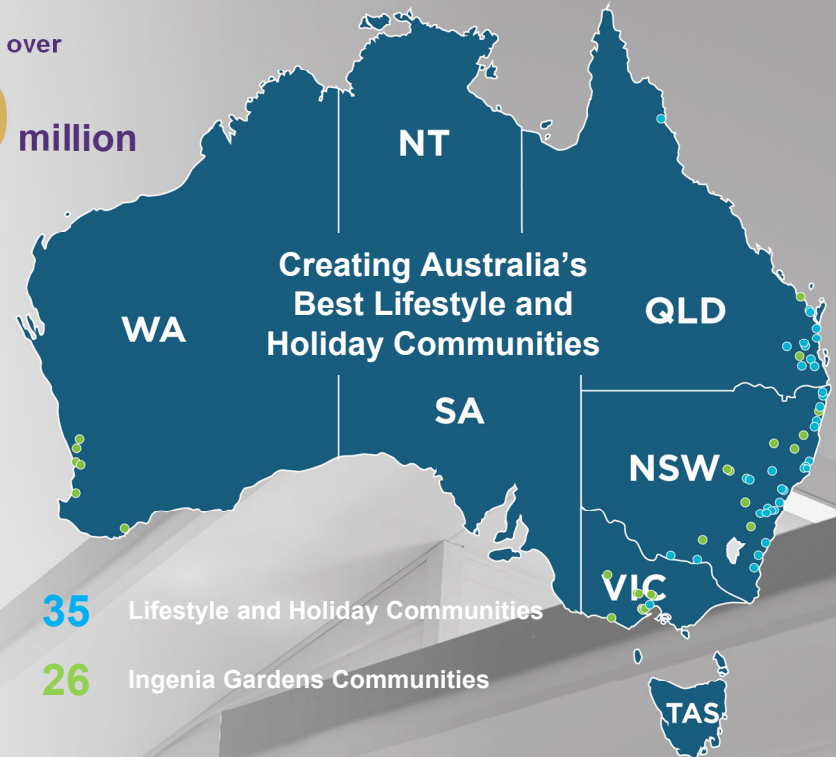 over
million
NT
Creating Australia's
Best Lifestyle and
Holiday Communities
WA
QLD
SA
NSW
VIC
35 Lifestyle and Holiday Communities
26 Ingenia Gardens Communities
TAS